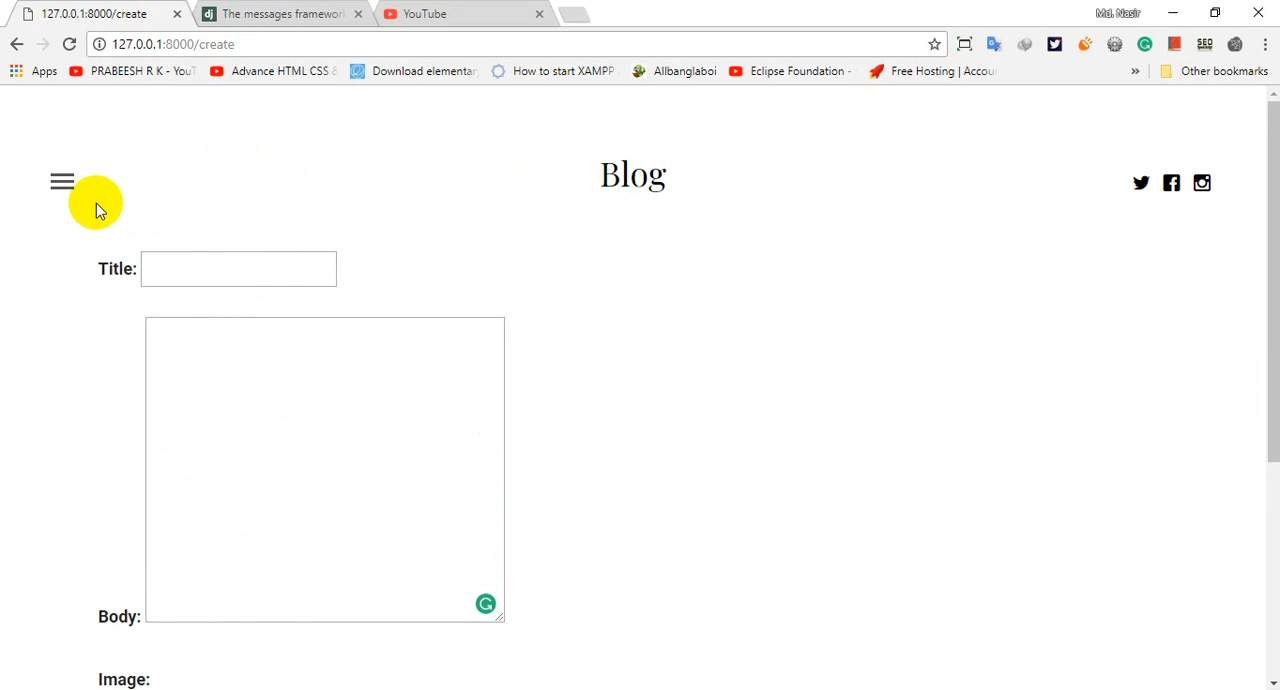 127.0.0.1:8000/create
The messages framework
YouTube
Md. Nasir
127.0.0.1:8000/create
Apps
PRABEESH R K - YouT
Advance HTML CSS &
Download elementar
How to start XAMPP
Allbanglaboi
Eclipse Foundation -
Free Hosting | Accou
Other bookmarks
Blog
Title:
Body:
Image: